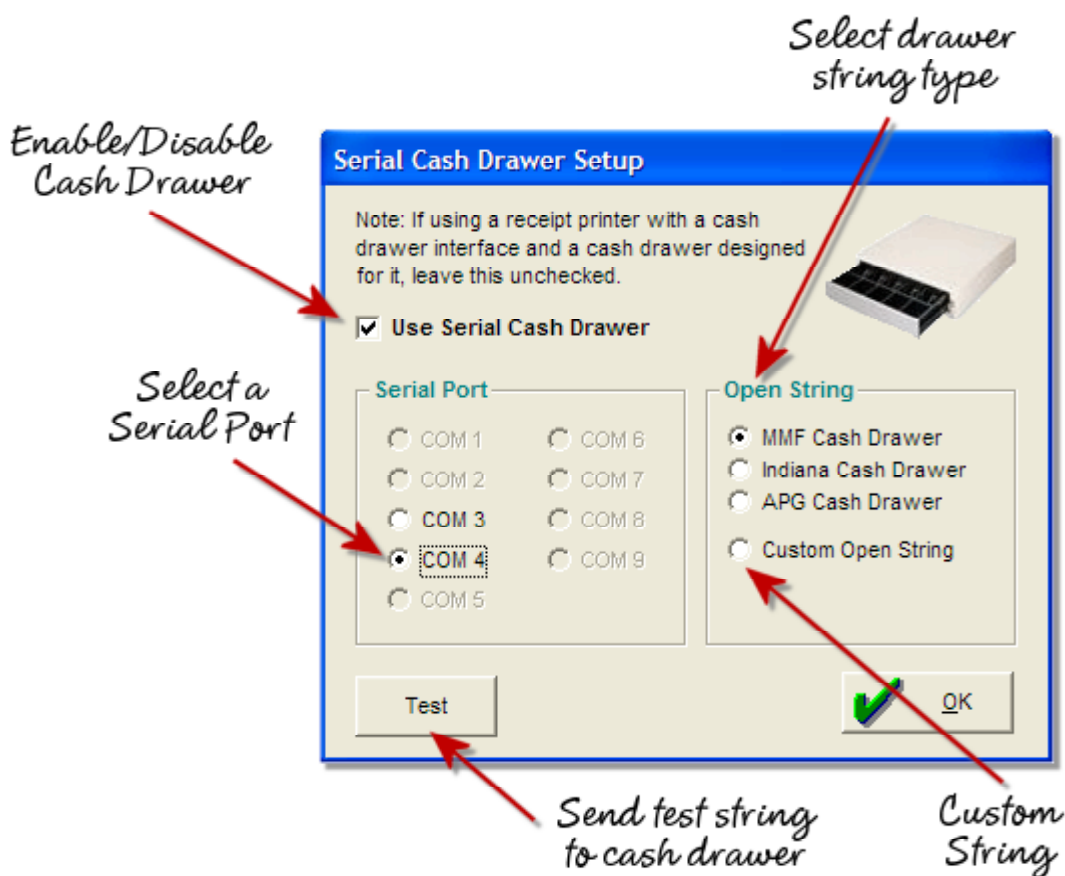 Select drawer
string type
Enable/Disable
Cash Drawer
Serial Cash Drawer Setup
Note: If using a receipt printer with a cash
drawer interface and a cash drawer designed
for it, leave this unchecked.
Use Serial Cash Drawer
Select a
Serial Port
Serial Port
COM 1
COM 2
COM 3
COM 4
COM 5
COM 6
COM 7
COM 8
COM 9
Open String
MMF Cash Drawer
Indiana Cash Drawer
APG Cash Drawer
Custom Open String
Test
OK
Send test string
to cash drawer
Custom
String